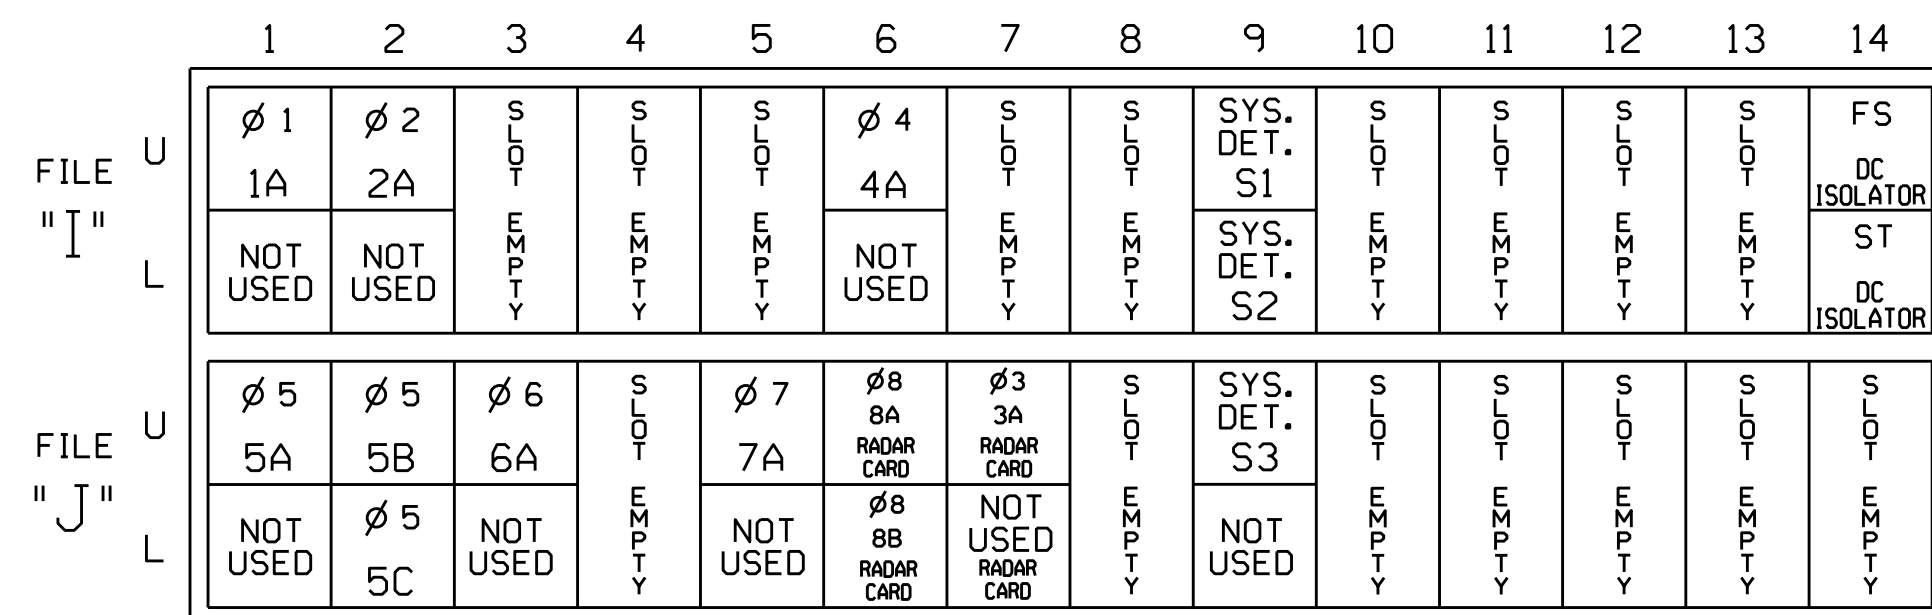 1 2 3 4 5 6 7 8 9 10 11 12 13 14
FILE
"I"
U
L
Ø 1
1A
NOT
USED
Ø 2
2A
NOT
USED
SLOT EMPTY
SLOT EMPTY
SLOT EMPTY
Ø 4
4A
NOT
USED
SLOT EMPTY
SLOT EMPTY
SYS.
DET.
S1
SYS.
DET.
S2
SLOT EMPTY
SLOT EMPTY
SLOT EMPTY
SLOT EMPTY
FS
DC
ISOLATOR
ST
DC
ISOLATOR
FILE
"J"
U
L
Ø 5
5A
NOT
USED
Ø 5
5B
Ø 5
5C
Ø 6
6A
NOT
USED
SLOT EMPTY
Ø 7
7A
NOT
USED
Ø8
8A
RADAR
CARD
Ø8
8B
RADAR
CARD
Ø3
3A
RADAR
CARD
NOT
USED
RADAR
CARD
SLOT EMPTY
SYS.
DET.
S3
NOT
USED
SLOT EMPTY
SLOT EMPTY
SLOT EMPTY
SLOT EMPTY
SLOT EMPTY